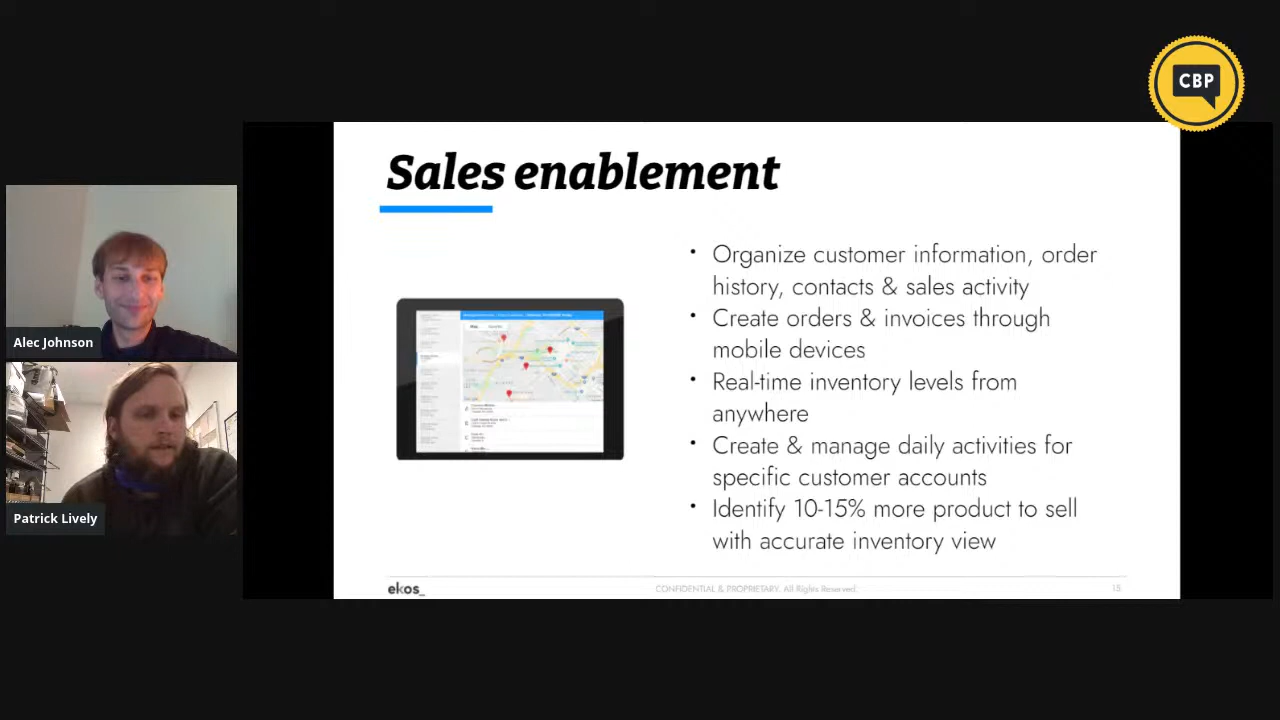 CBP
Sales enablement
Organize customer information, order
history, contacts & sales activity
Create orders & invoices through
mobile devices
Real-time inventory levels from
anywhere
Create & manage daily activities for
specific customer accounts
Identify 10-15% more product to sell
with accurate inventory view
ekos_
CONFIDENTIAL & PROPRIETARY. All Rights Reserved.
15
Alec Johnson
Patrick Lively